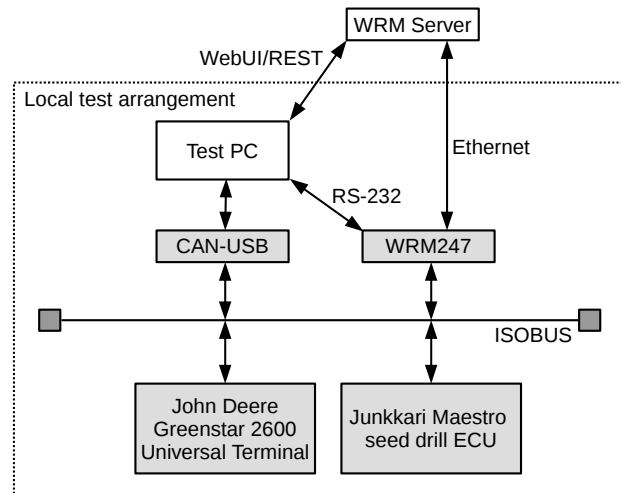 WRM Server
WebUI/REST
Local test arrangement
Test PC
Ethernet
RS-232
CAN-USB
WRM247
ISOBUS
John Deere
Greenstar 2600
Universal Terminal
Junkkari Maestro
seed drill ECU